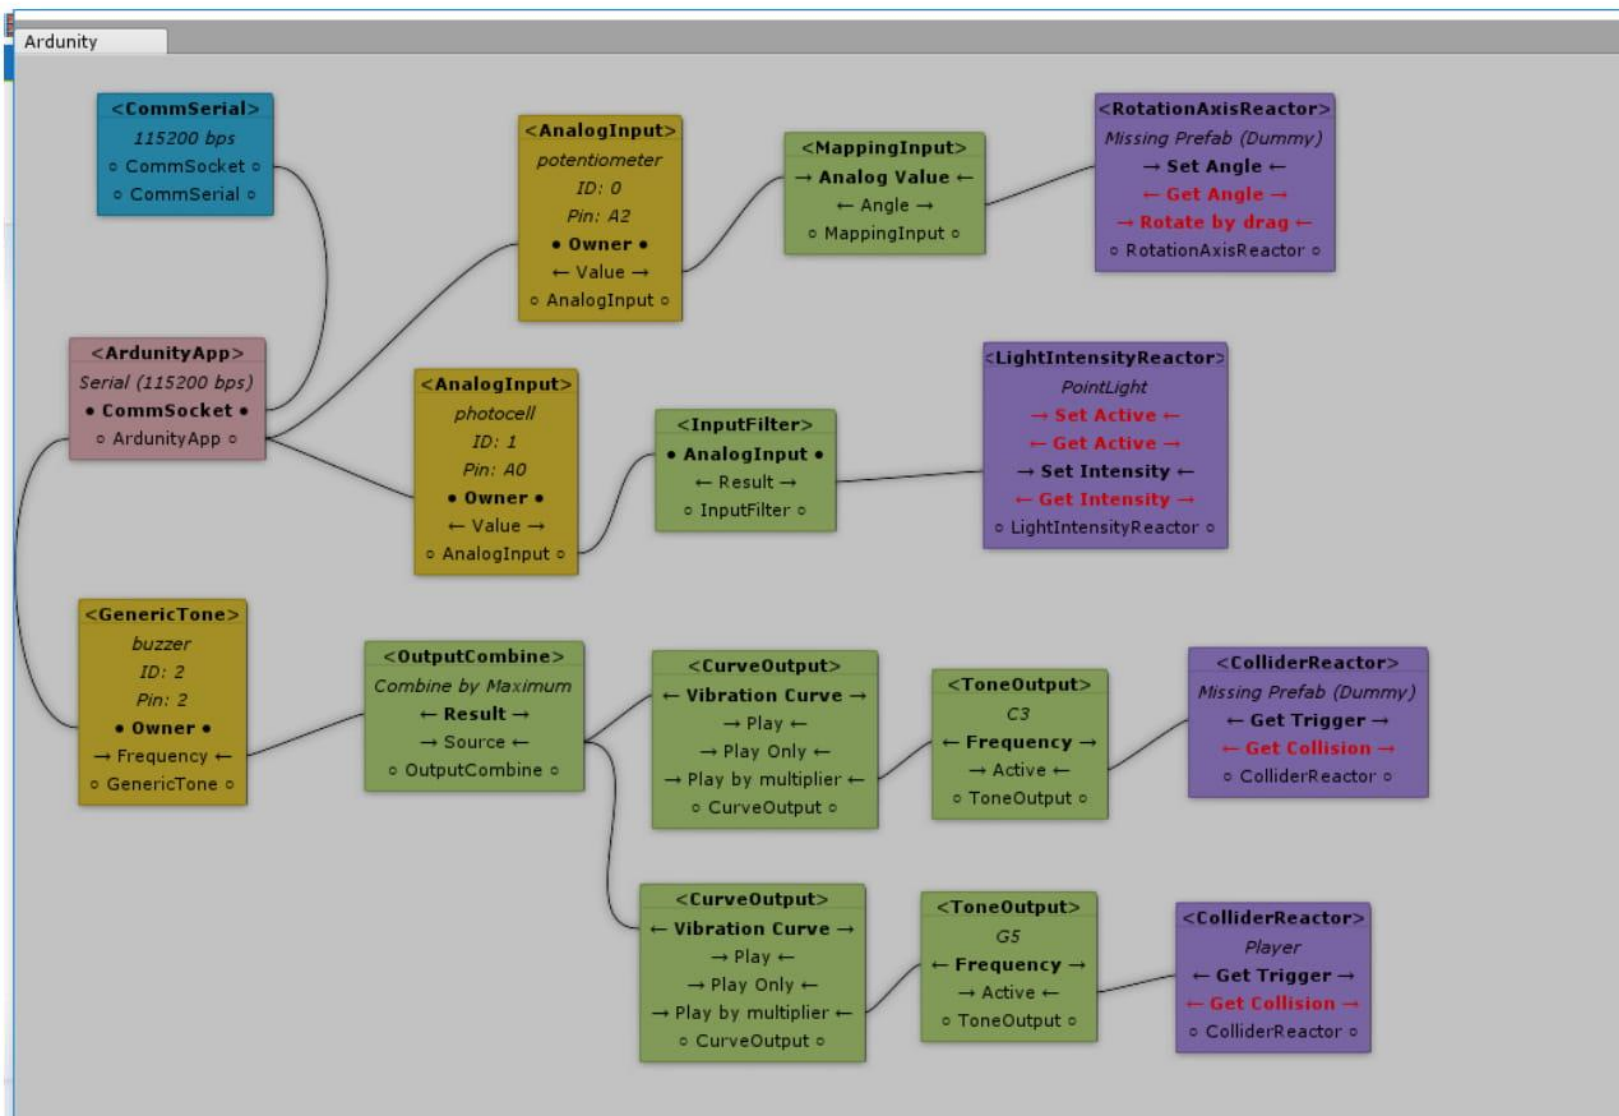 Ardunity
<CommSerial>
115200 bps
○ CommSocket ○
○ CommSerial ○
<AnalogInput>
potentiometer
ID: 0
Pin: A2
● Owner ●
← Value →
○ AnalogInput ○
<MappingInput>
→ Analog Value ←
← Angle →
○ MappingInput ○
<RotationAxisReactor>
Missing Prefab (Dummy)
→ Set Angle ←
← Get Angle →
→ Rotate by drag ←
○ RotationAxisReactor ○
<ArdunityApp>
Serial (115200 bps)
● CommSocket ●
○ ArdunityApp ○
<AnalogInput>
photocell
ID: 1
Pin: A0
● Owner ●
← Value →
○ AnalogInput ○
<InputFilter>
● AnalogInput ●
← Result →
○ InputFilter ○
<LightIntensityReactor>
PointLight
→ Set Active ←
← Get Active →
→ Set Intensity ←
← Get Intensity →
○ LightIntensityReactor ○
<GenericTone>
buzzer
ID: 2
Pin: 2
● Owner ●
→ Frequency ←
○ GenericTone ○
<OutputCombine>
Combine by Maximum
← Result →
→ Source ←
○ OutputCombine ○
<CurveOutput>
← Vibration Curve →
→ Play ←
→ Play Only ←
→ Play by multiplier ←
○ CurveOutput ○
<ToneOutput>
C3
← Frequency →
→ Active ←
○ ToneOutput ○
<ColliderReactor>
Missing Prefab (Dummy)
← Get Trigger →
← Get Collision →
○ ColliderReactor ○
<CurveOutput>
← Vibration Curve →
→ Play ←
→ Play Only ←
→ Play by multiplier ←
○ CurveOutput ○
<ToneOutput>
G5
← Frequency →
→ Active ←
○ ToneOutput ○
<ColliderReactor>
Player
← Get Trigger →
← Get Collision →
○ ColliderReactor ○